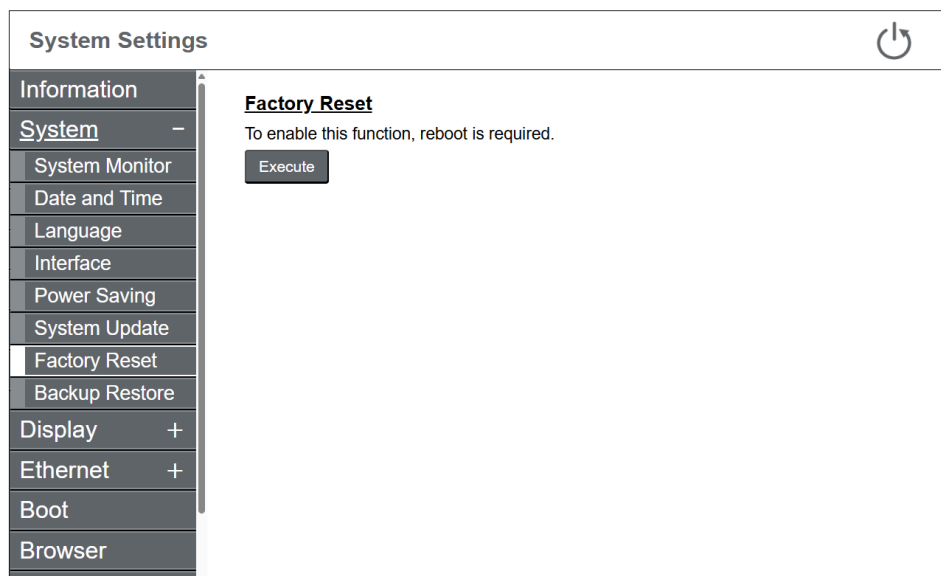 System Settings
Information
System −
System Monitor
Date and Time
Language
Interface
Power Saving
System Update
Factory Reset
Backup Restore
Display +
Ethernet +
Boot
Browser
Factory Reset
To enable this function, reboot is required.
Execute